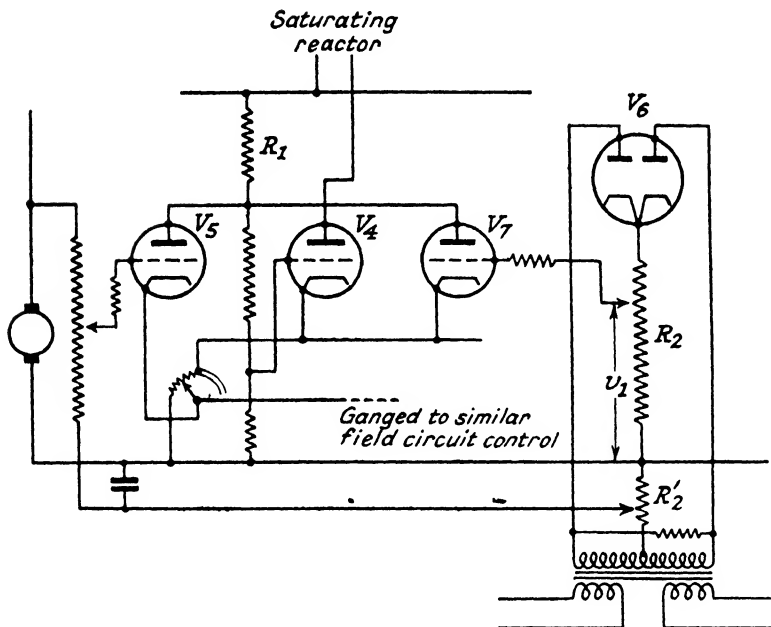 Saturating
reactor
R₁
V₆
V₅
V₄
V₇
R₂
v₁
Ganged to similar
field circuit control
R′₂